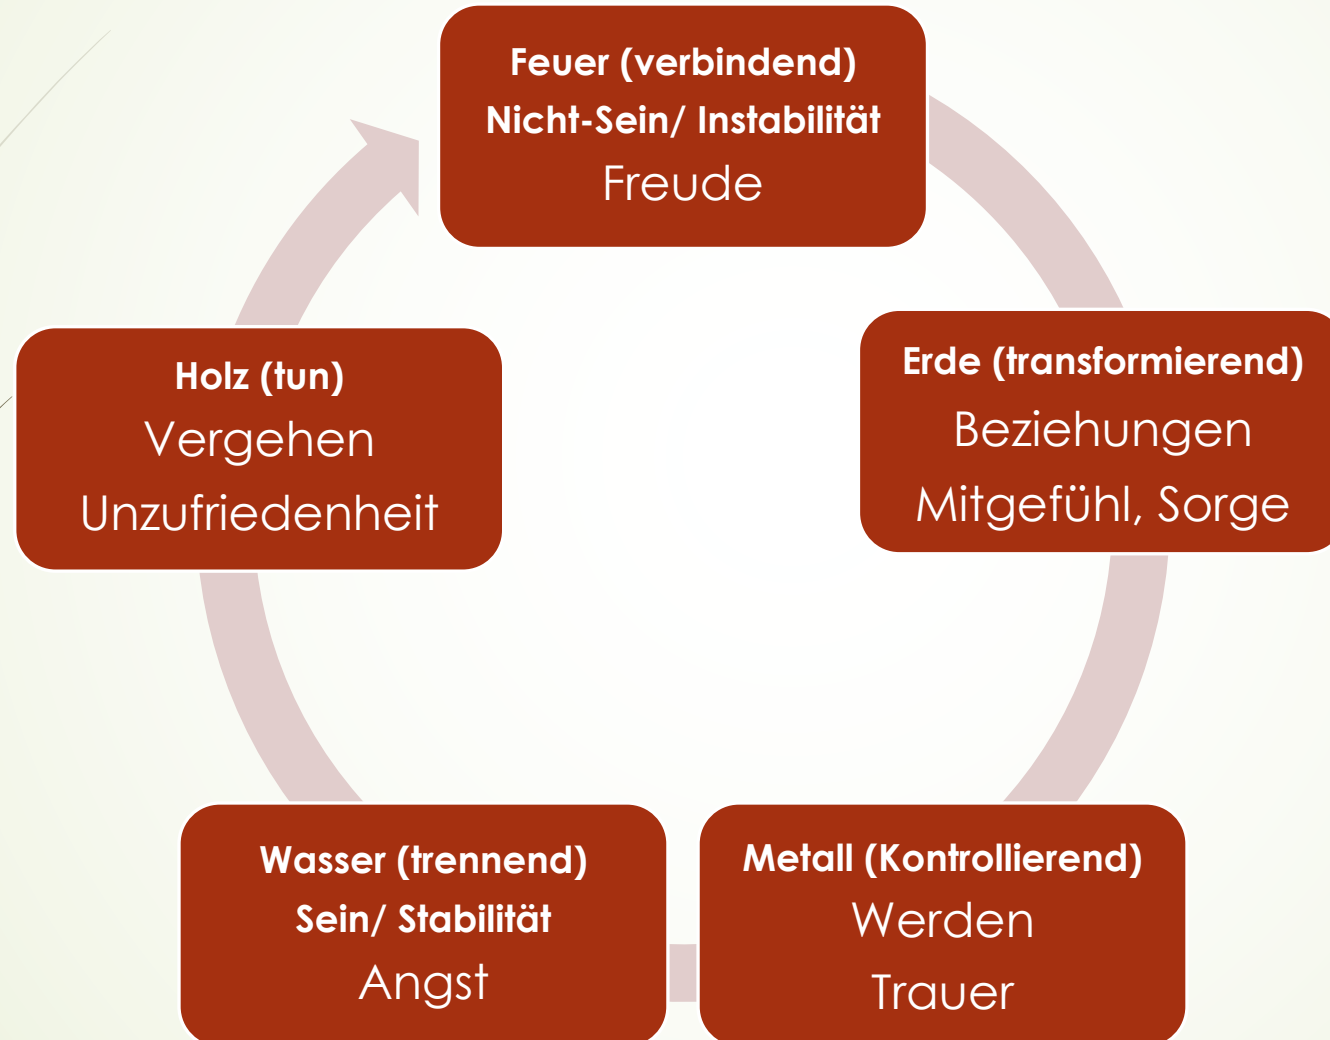 Feuer (verbindend)
Nicht-Sein/ Instabilität
Freude
Erde (transformierend)
Beziehungen
Mitgefühl, Sorge
Metall (Kontrollierend)
Werden
Trauer
Wasser (trennend)
Sein/ Stabilität
Angst
Holz (tun)
Vergehen
Unzufriedenheit